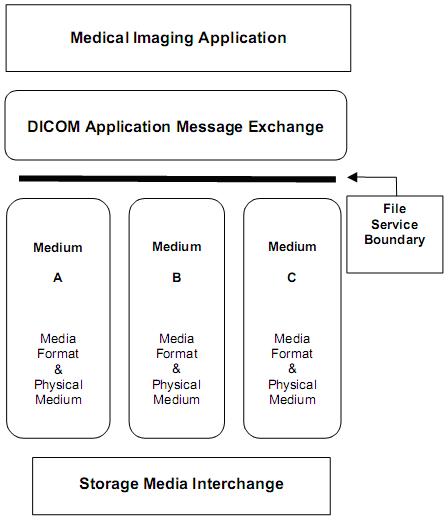 Medical Imaging Application
DICOM Application Message Exchange
File
Service
Boundary
Medium
A
Media
Format
&
Physical
Medium
Medium
B
Media
Format
&
Physical
Medium
Medium
C
Media
Format
&
Physical
Medium
Storage Media Interchange